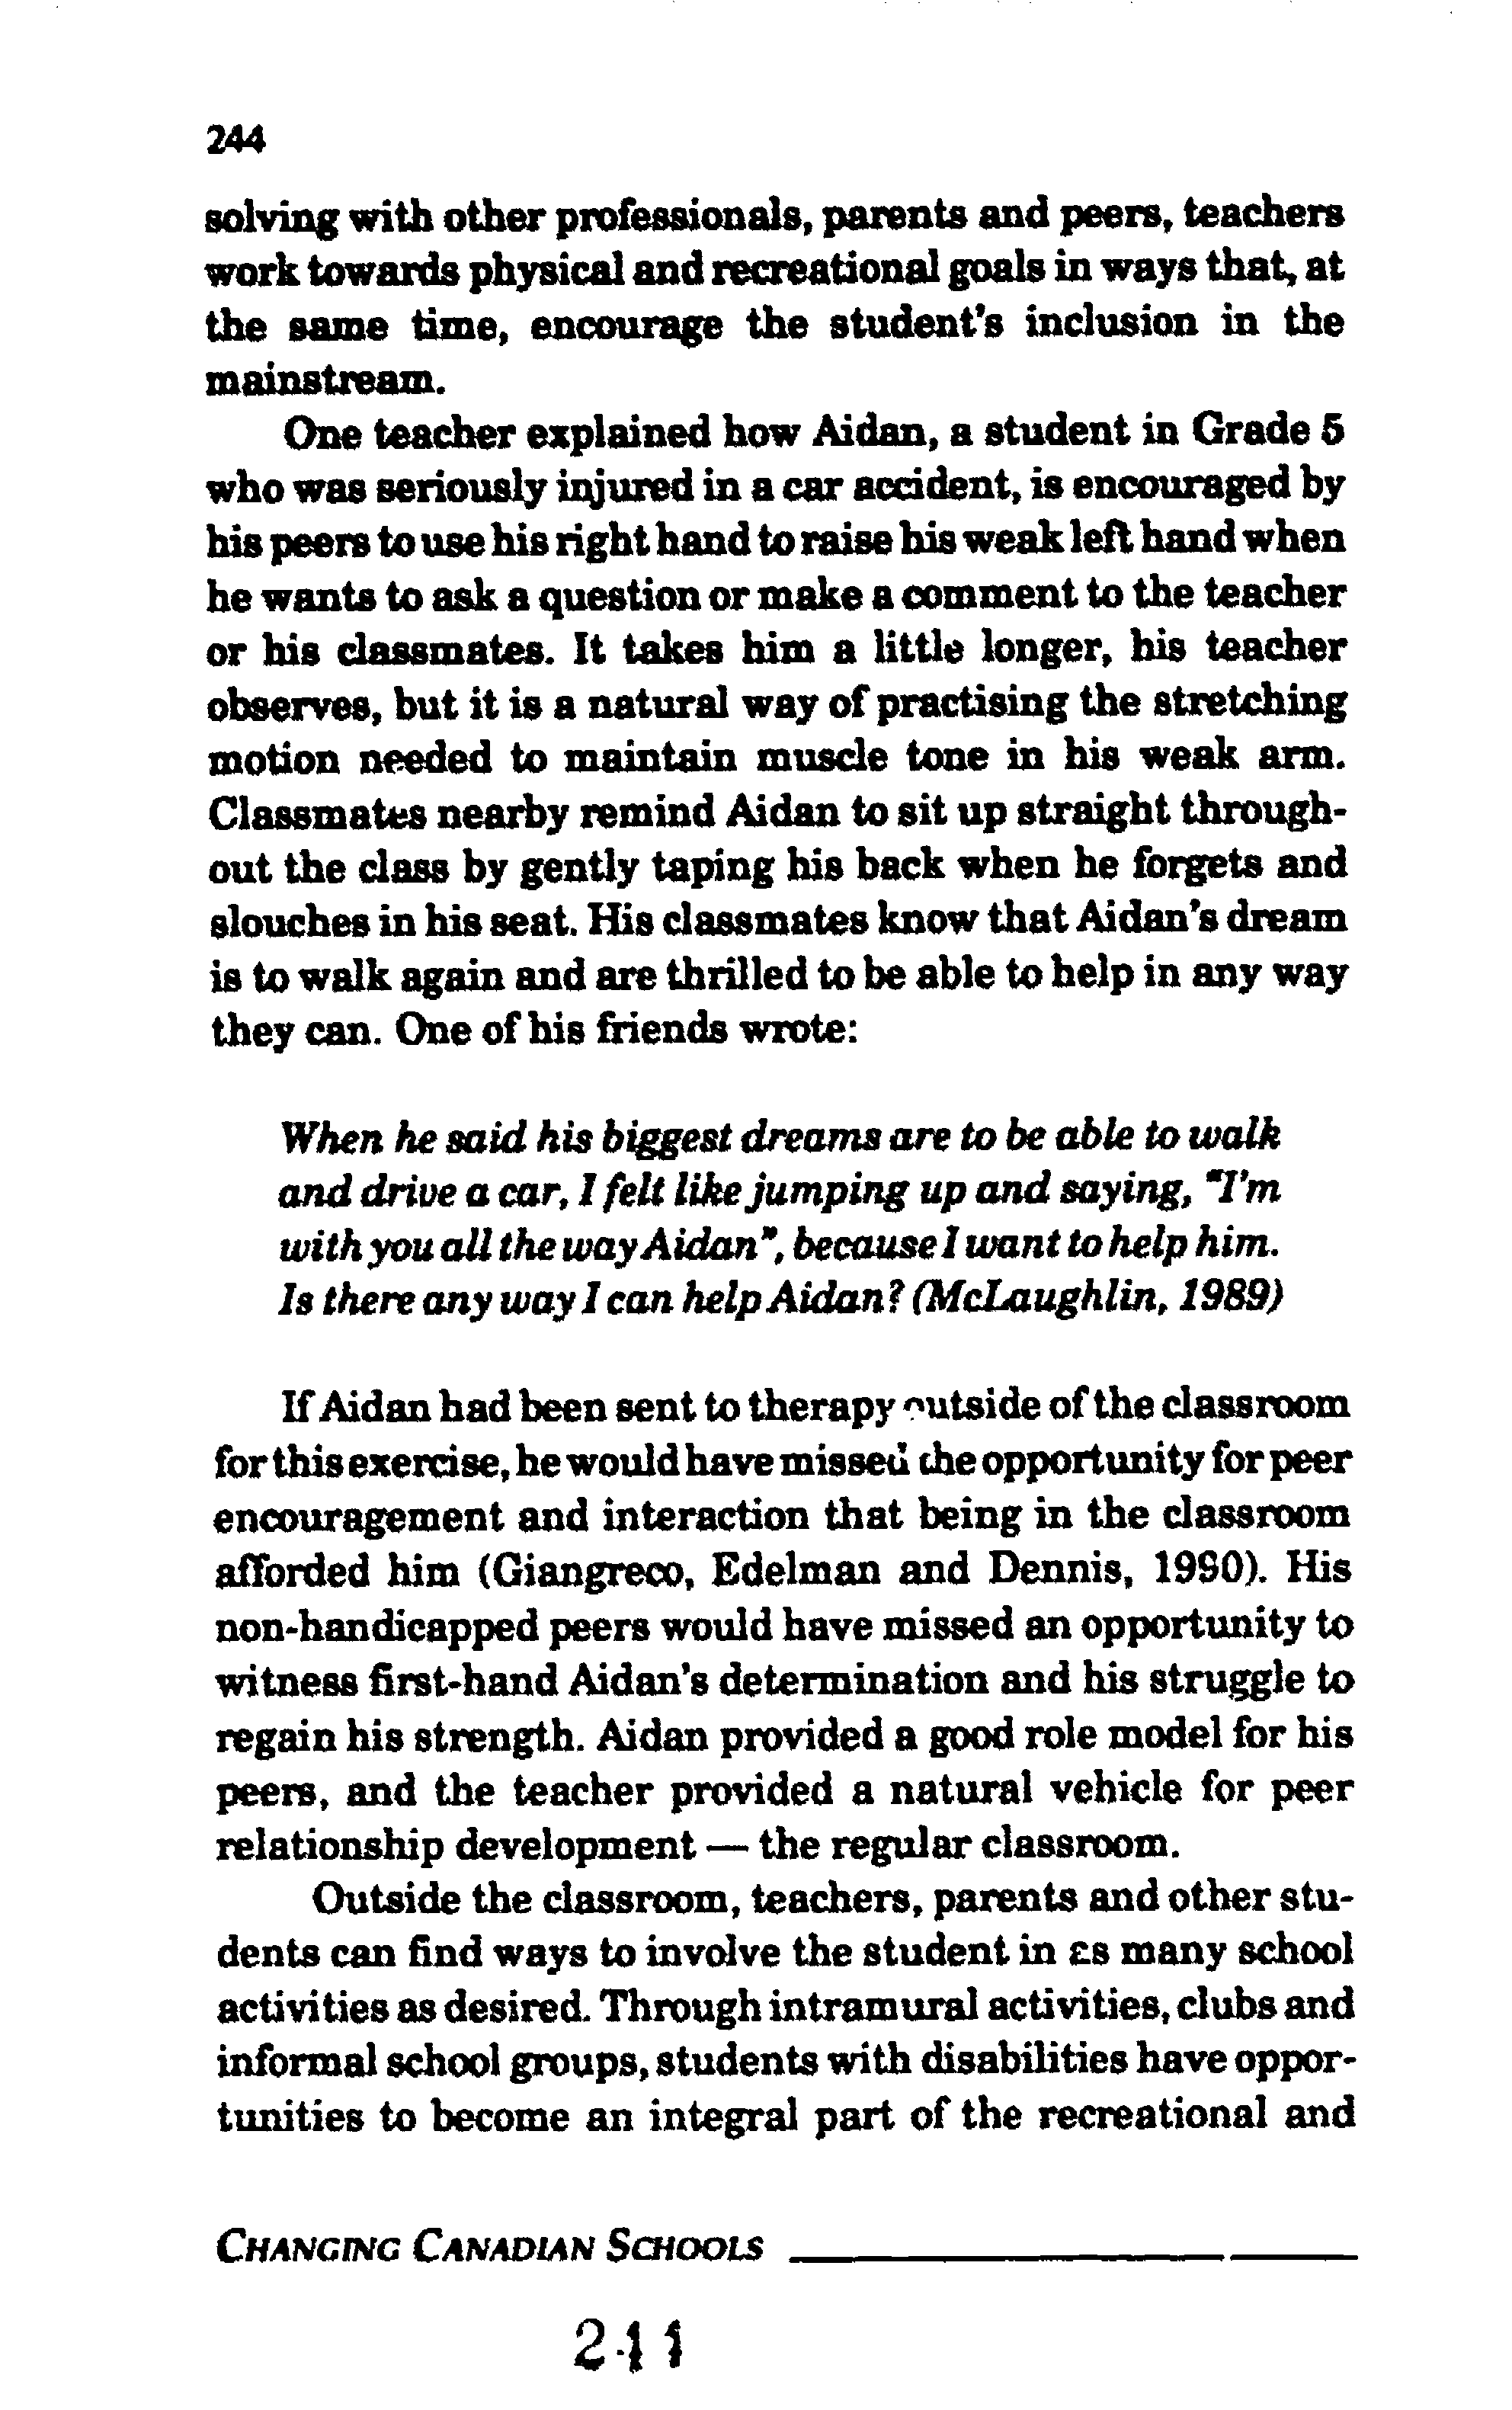 244
solving with other professionals, parents and peers, teachers
work towards physical and recreational goals in ways that, at
the same time, encourage the student's inclusion in the
mainstream.
One teacher explained how Aidan, a student in Grade 5
who was seriously injured in a car accident, is encouraged by
his peers to use his right hand to raise his weak left hand when
he wants to ask a question or make a comment to the teacher
or his classmates. It takes him a little longer, his teacher
observes, but it is a natural way of practising the stretching
motion needed to maintain muscle tone in his weak arm.
Classmates nearby remind Aidan to sit up straight through-
out the class by gently taping his back when he forgets and
slouches in his seat. His classmates know that Aidan's dream
is to walk again and are thrilled to be able to help in any way
they can. One of his friends wrote:
When he said his biggest dreams are to be able to walk
and drive a car, I felt like jumping up and saying, "I'm
with you all the way Aidan", because I want to help him.
Is there any way I can help Aidan? (McLaughlin, 1989)
If Aidan had been sent to therapy outside of the classroom
for this exercise, he would have missed the opportunity for peer
encouragement and interaction that being in the classroom
afforded him (Giangreco, Edelman and Dennis, 1990). His
non-handicapped peers would have missed an opportunity to
witness first-hand Aidan's determination and his struggle to
regain his strength. Aidan provided a good role model for his
peers, and the teacher provided a natural vehicle for peer
relationship development — the regular classroom.
Outside the classroom, teachers, parents and other stu-
dents can find ways to involve the student in as many school
activities as desired. Through intramural activities, clubs and
informal school groups, students with disabilities have oppor-
tunities to become an integral part of the recreational and
CHANGING CANADIAN SCHOOLS
241